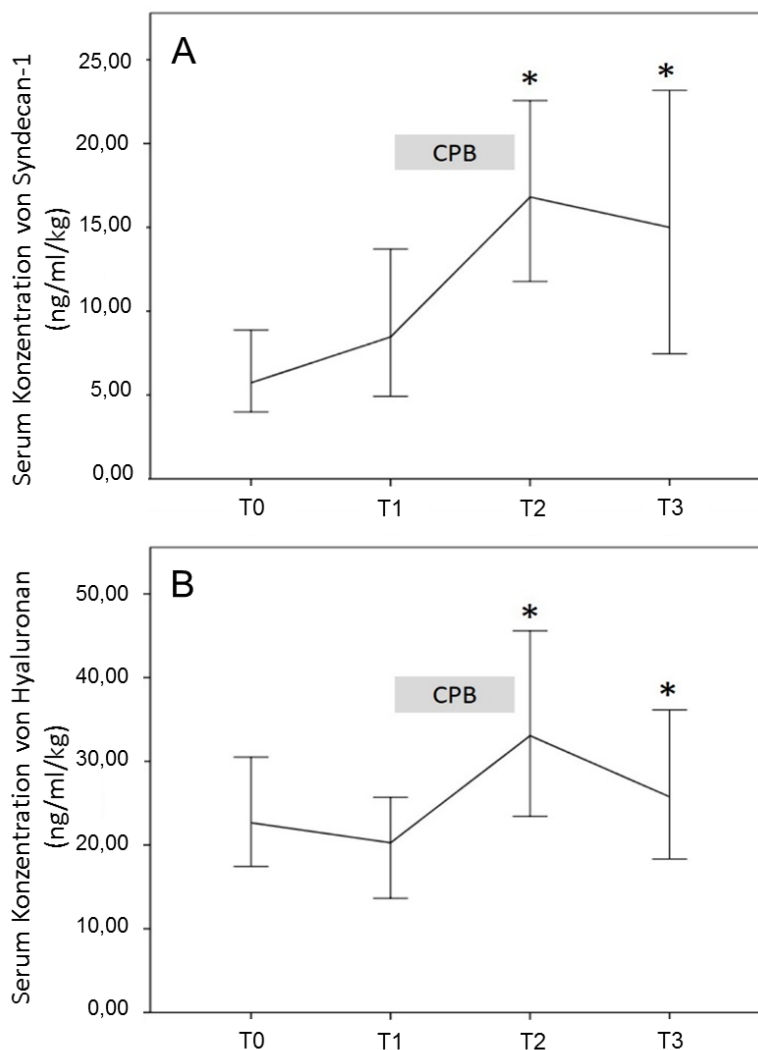 A
Serum Konzentration von Syndecan-1
(ng/ml/kg)
25,00
20,00
15,00
10,00
5,00
0,00
*
*
CPB
T0
T1
T2
T3
B
Serum Konzentration von Hyaluronan
(ng/ml/kg)
50,00
40,00
30,00
20,00
10,00
0,00
*
*
CPB
T0
T1
T2
T3